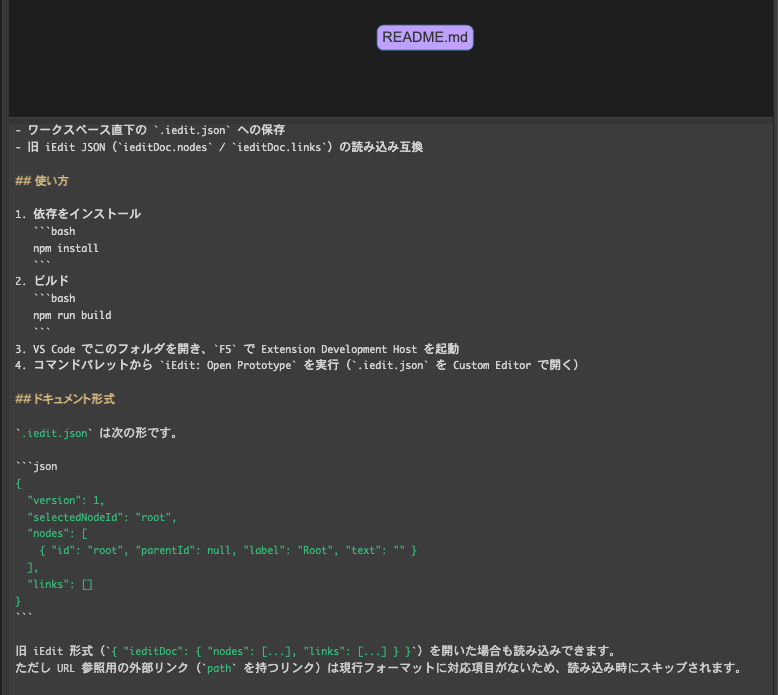 README.md
- ワークスペース直下の `.iedit.json` への保存
- 旧 iEdit JSON（`ieditDoc.nodes` / `ieditDoc.links`）の読み込み互換
## 使い方
1. 依存をインストール
```bash
npm install
```
2. ビルド
```bash
npm run build
```
3. VS Code でこのフォルダを開き、`F5` で Extension Development Host を起動
4. コマンドパレットから `iEdit: Open Prototype` を実行（`.iedit.json` を Custom Editor で開く）
## ドキュメント形式
`.iedit.json` は次の形です。
```json
{
"version": 1,
"selectedNodeId": "root",
"nodes": [
{ "id": "root", "parentId": null, "label": "Root", "text": "" }
],
"links": []
}
```
旧 iEdit 形式（`{ "ieditDoc": { "nodes": [...], "links": [...] } }`）を開いた場合も読み込みできます。
ただし URL 参照用の外部リンク（`path` を持つリンク）は現行フォーマットに対応項目がないため、読み込み時にスキップされます。